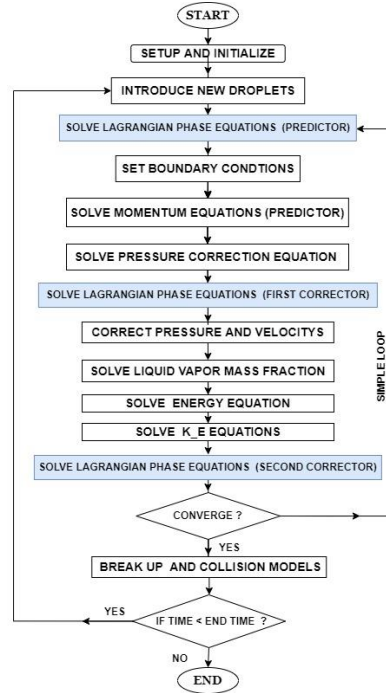 START
SETUP AND INITIALIZE
INTRODUCE NEW DROPLETS
SOLVE LAGRANGIAN PHASE EQUATIONS (PREDICTOR)
SET BOUNDARY CONDTIONS
SOLVE MOMENTUM EQUATIONS (PREDICTOR)
SOLVE PRESSURE CORRECTION EQUATION
SOLVE LAGRANGIAN PHASE EQUATIONS (FIRST CORRECTOR)
CORRECT PRESSURE AND VELOCITYS
SOLVE LIQUID VAPOR MASS FRACTION
SOLVE ENERGY EQUATION
SOLVE K_E EQUATIONS
SOLVE LAGRANGIAN PHASE EQUATIONS (SECOND CORRECTOR)
SIMPLE LOOP
CONVERGE ?
YES
BREAK UP AND COLLISION MODELS
YES
IF TIME < END TIME ?
NO
END